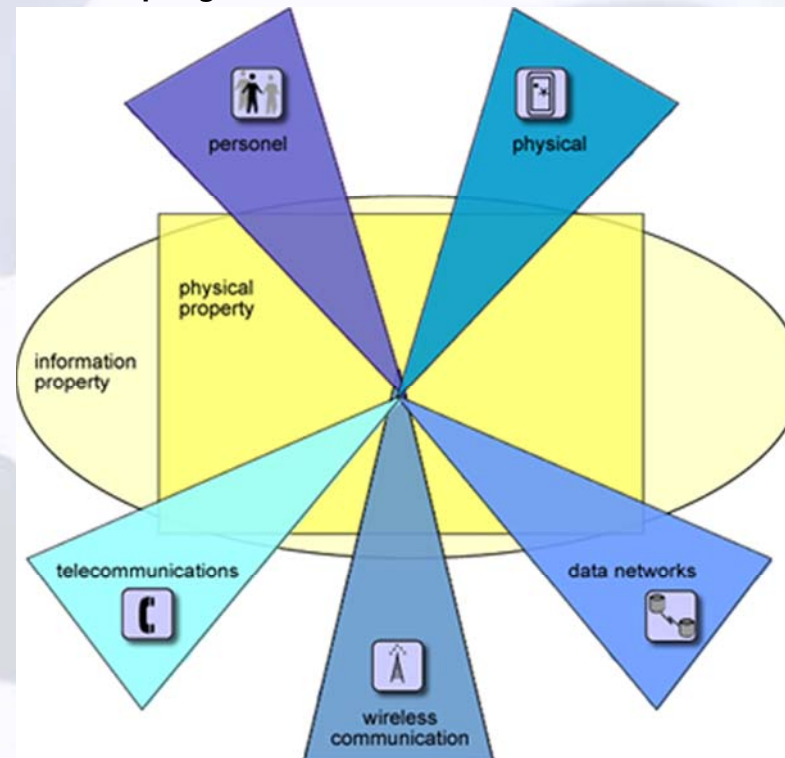 personel
physical
physical
property
information
property
telecommunications
data networks
wireless
communication